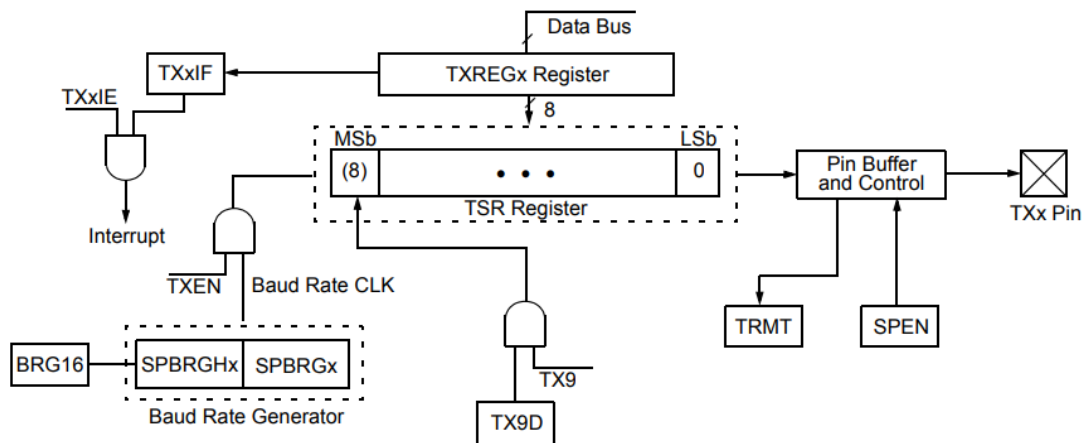 Data Bus
TXxIF
TXREGx Register
TXxIE
8
MSb
LSb
(8)
• • •
0
Pin Buffer
and Control
TSR Register
TXx Pin
Interrupt
TXEN
Baud Rate CLK
TRMT
SPEN
BRG16
SPBRGHx
SPBRGx
TX9
Baud Rate Generator
TX9D